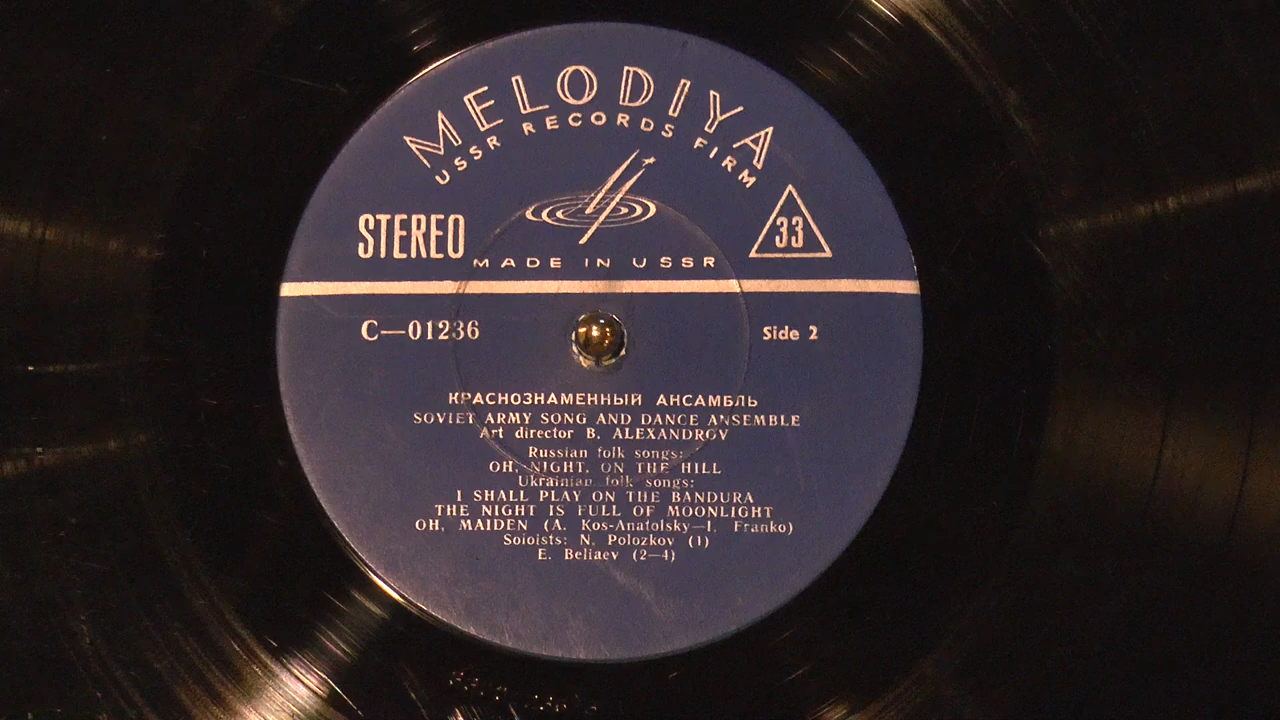 MELODIYA
USSR RECORDS FIRM
STEREO
33
MADE IN USSR
C—01236
Side 2
КРАСНОЗНАМЕННЫЙ АНСАМБЛЬ
SOVIET ARMY SONG AND DANCE ANSEMBLE
Art director B. ALEXANDROV
Russian folk songs:
OH, NIGHT, ON THE HILL
Ukrainian folk songs:
I SHALL PLAY ON THE BANDURA
THE NIGHT IS FULL OF MOONLIGHT
OH, MAIDEN (A. Kos-Anatolsky—I. Franko)
Soioists: N. Polozkov (1)
E. Beliaev (2—4)